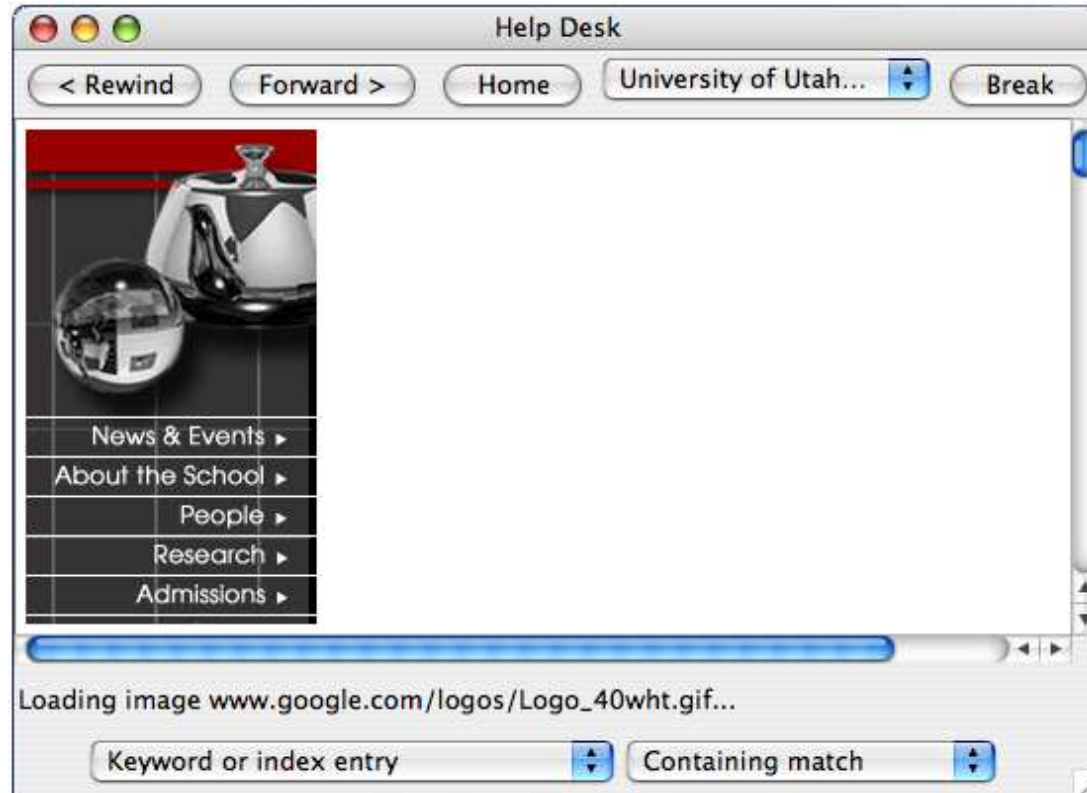 Help Desk
< Rewind Forward > Home University of Utah... Break
News & Events
About the School
People
Research
Admissions
Loading image www.google.com/logos/Logo_40wht.gif...
Keyword or index entry Containing match